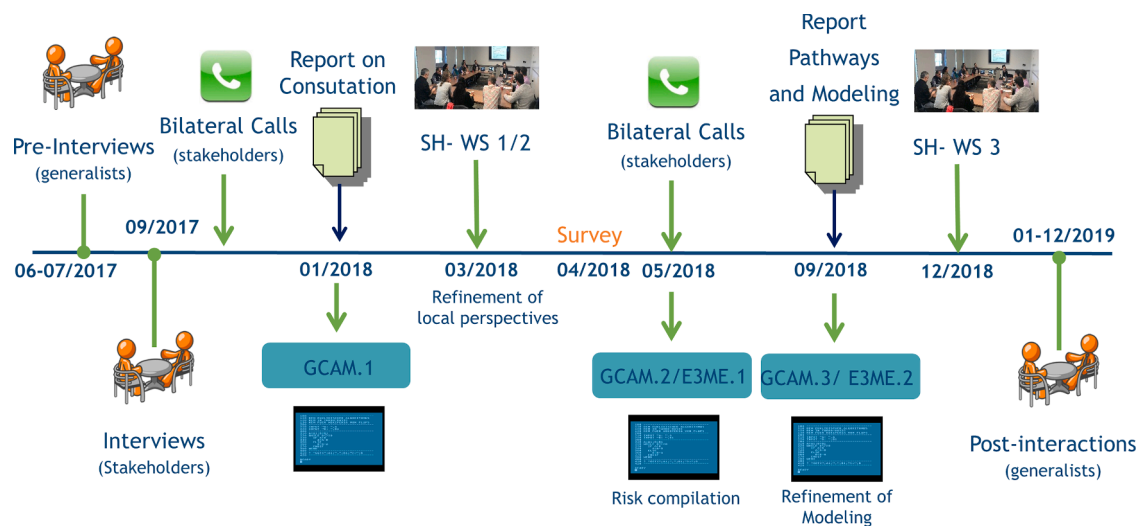 Pre-Interviews
(generalists)
Bilateral Calls
(stakeholders)
Report on
Consutation
SH- WS 1/2
Bilateral Calls
(stakeholders)
Report
Pathways
and Modeling
SH- WS 3
09/2017
Survey
01-12/2019
06-07/2017
01/2018
03/2018
04/2018
05/2018
09/2018
12/2018
Refinement of
local perspectives
GCAM.1
GCAM.2/E3ME.1
GCAM.3/ E3ME.2
Interviews
(Stakeholders)
Risk compilation
Refinement of
Modeling
Post-interactions
(generalists)